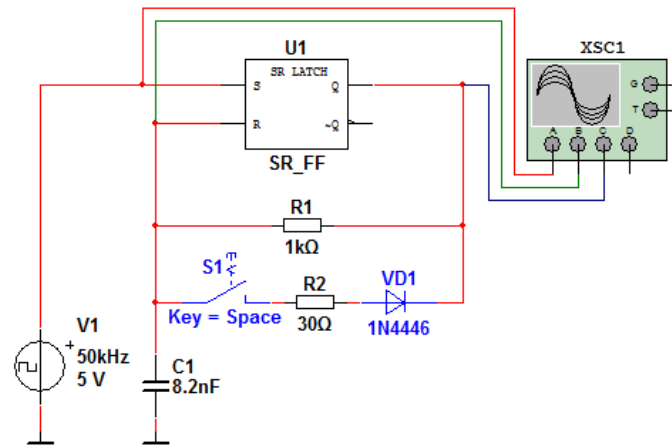 U1
XSC1
SR LATCH
S
Q
R
~Q
SR_FF
G
T
A
B
C
D
R1
1kΩ
S1
Key = Space
R2
30Ω
VD1
1N4446
V1
+
50kHz
5 V
C1
8.2nF